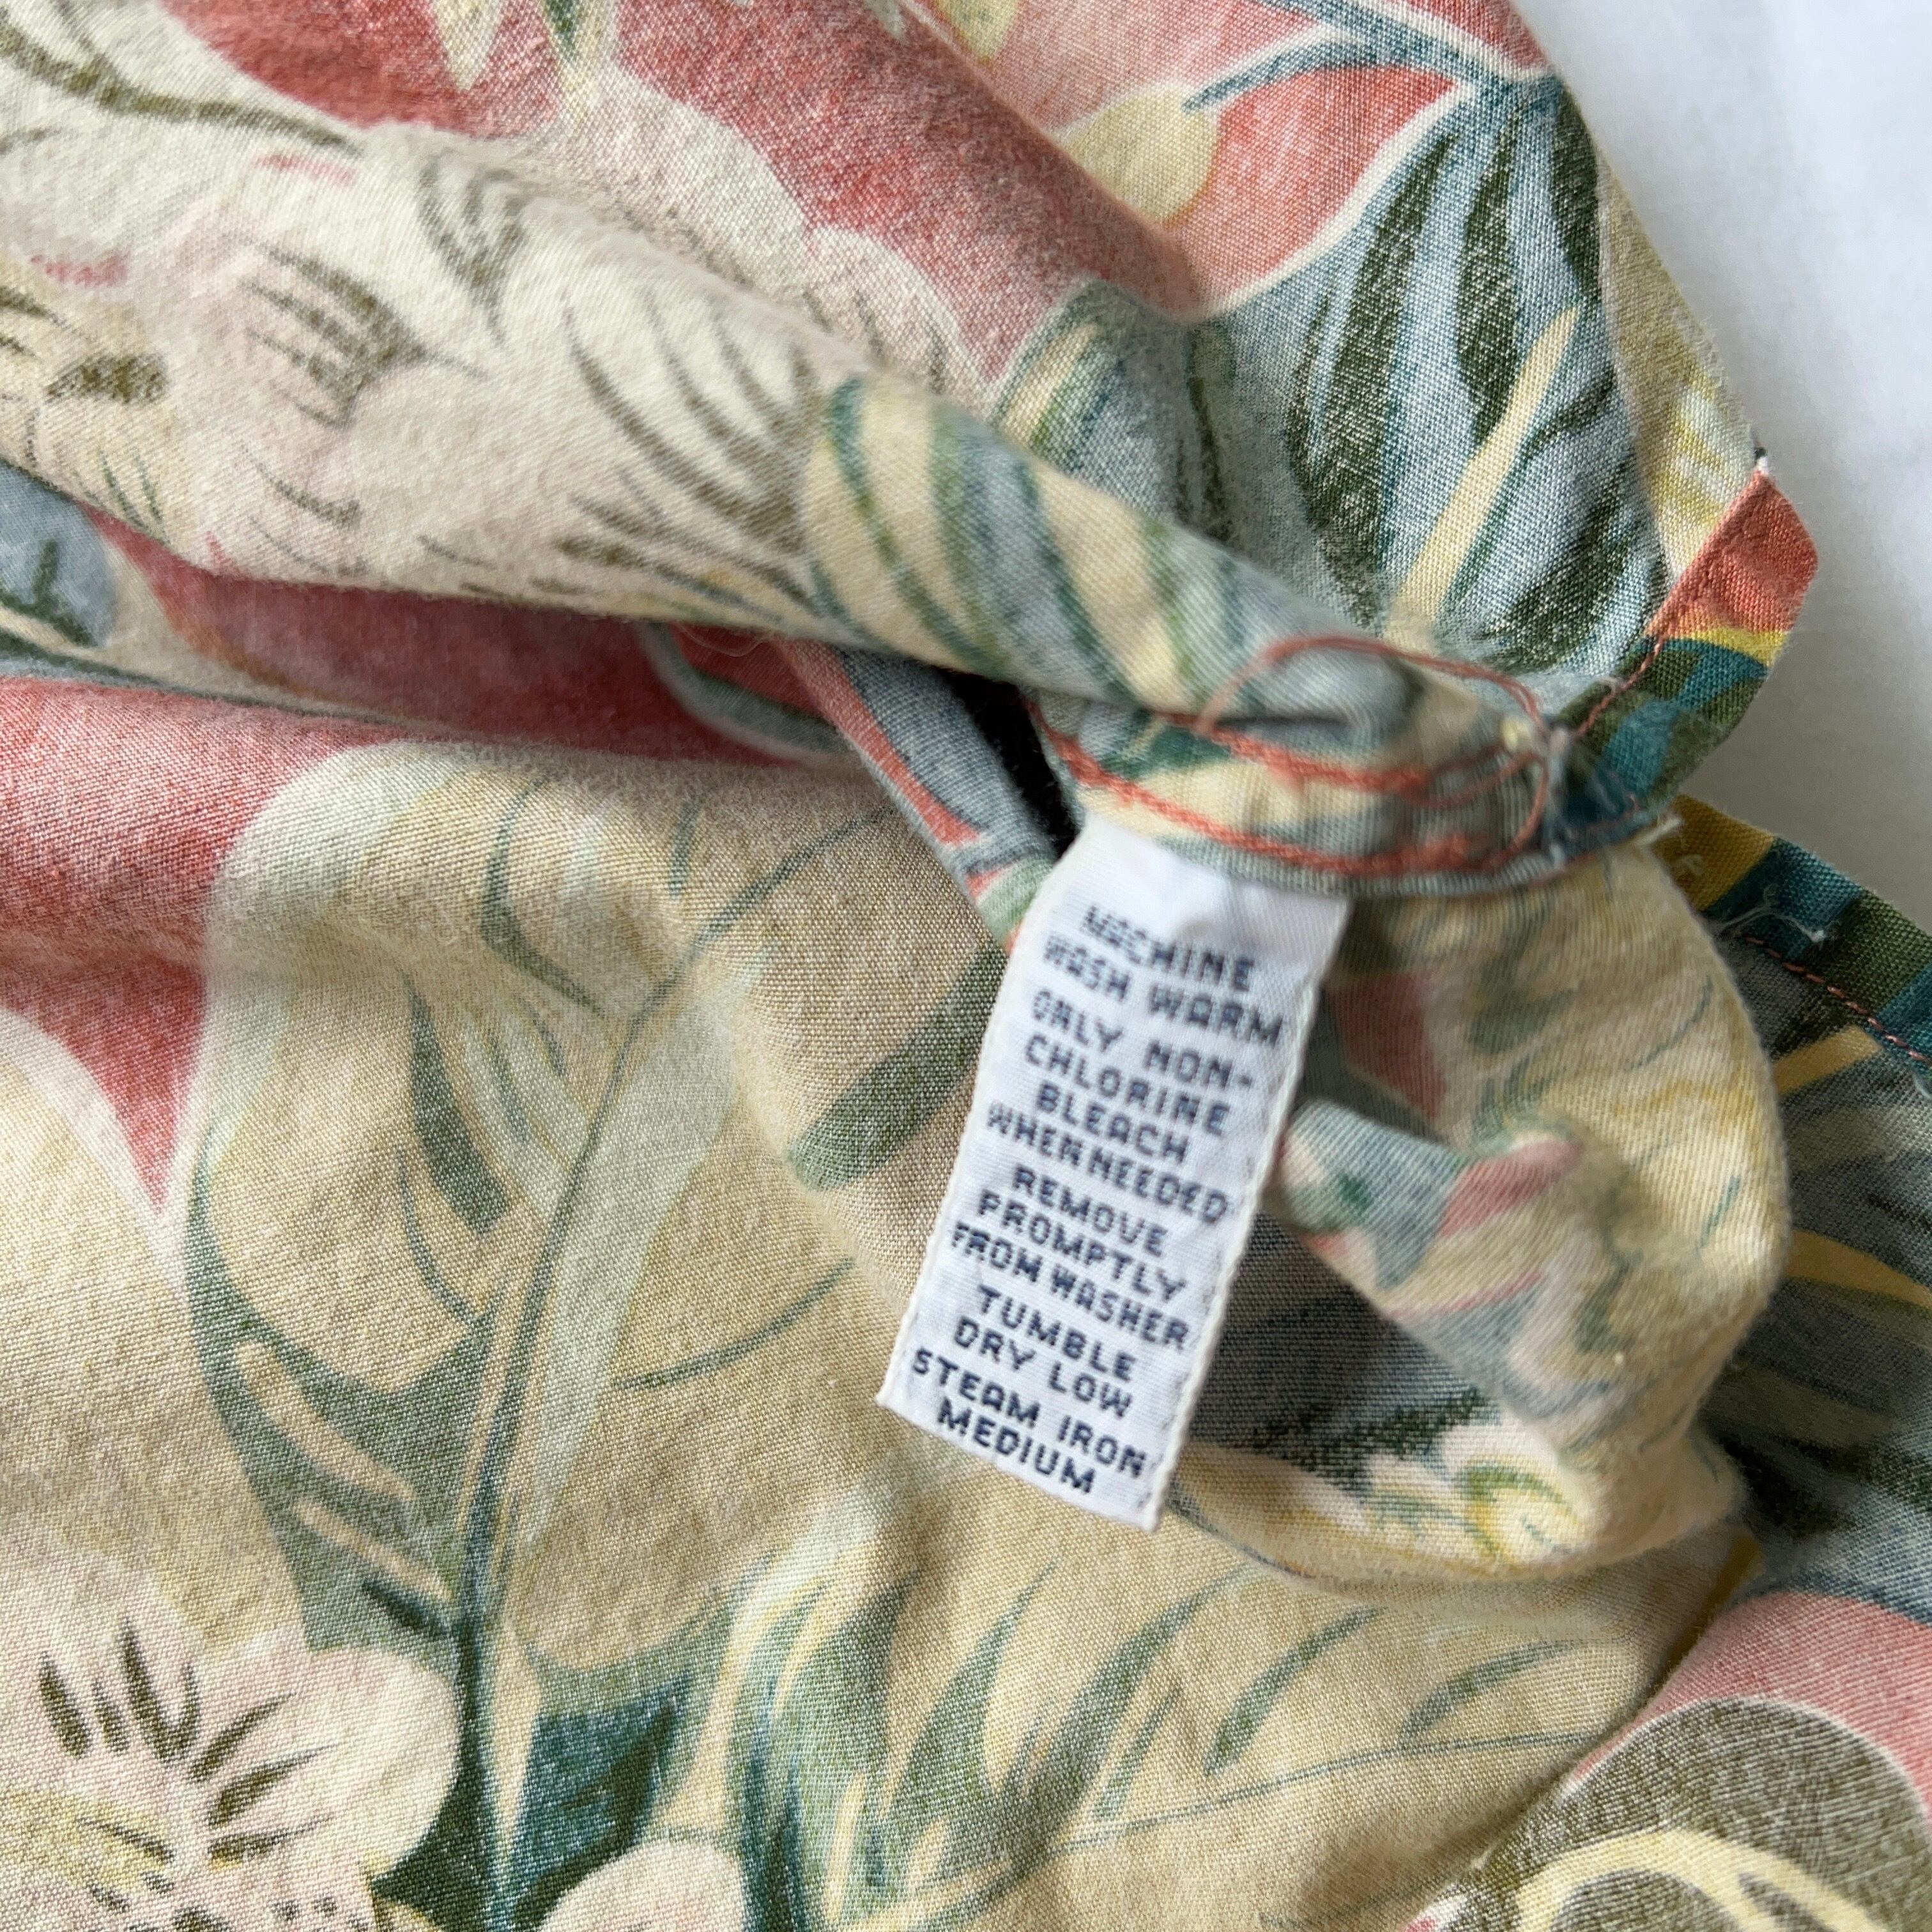 MACHINE
WASH WARM
ONLY NON-
CHLORINE
BLEACH
WHEN NEEDED
REMOVE
PROMPTLY
FROM WASHER
TUMBLE
DRY LOW
STEAM IRON
MEDIUM